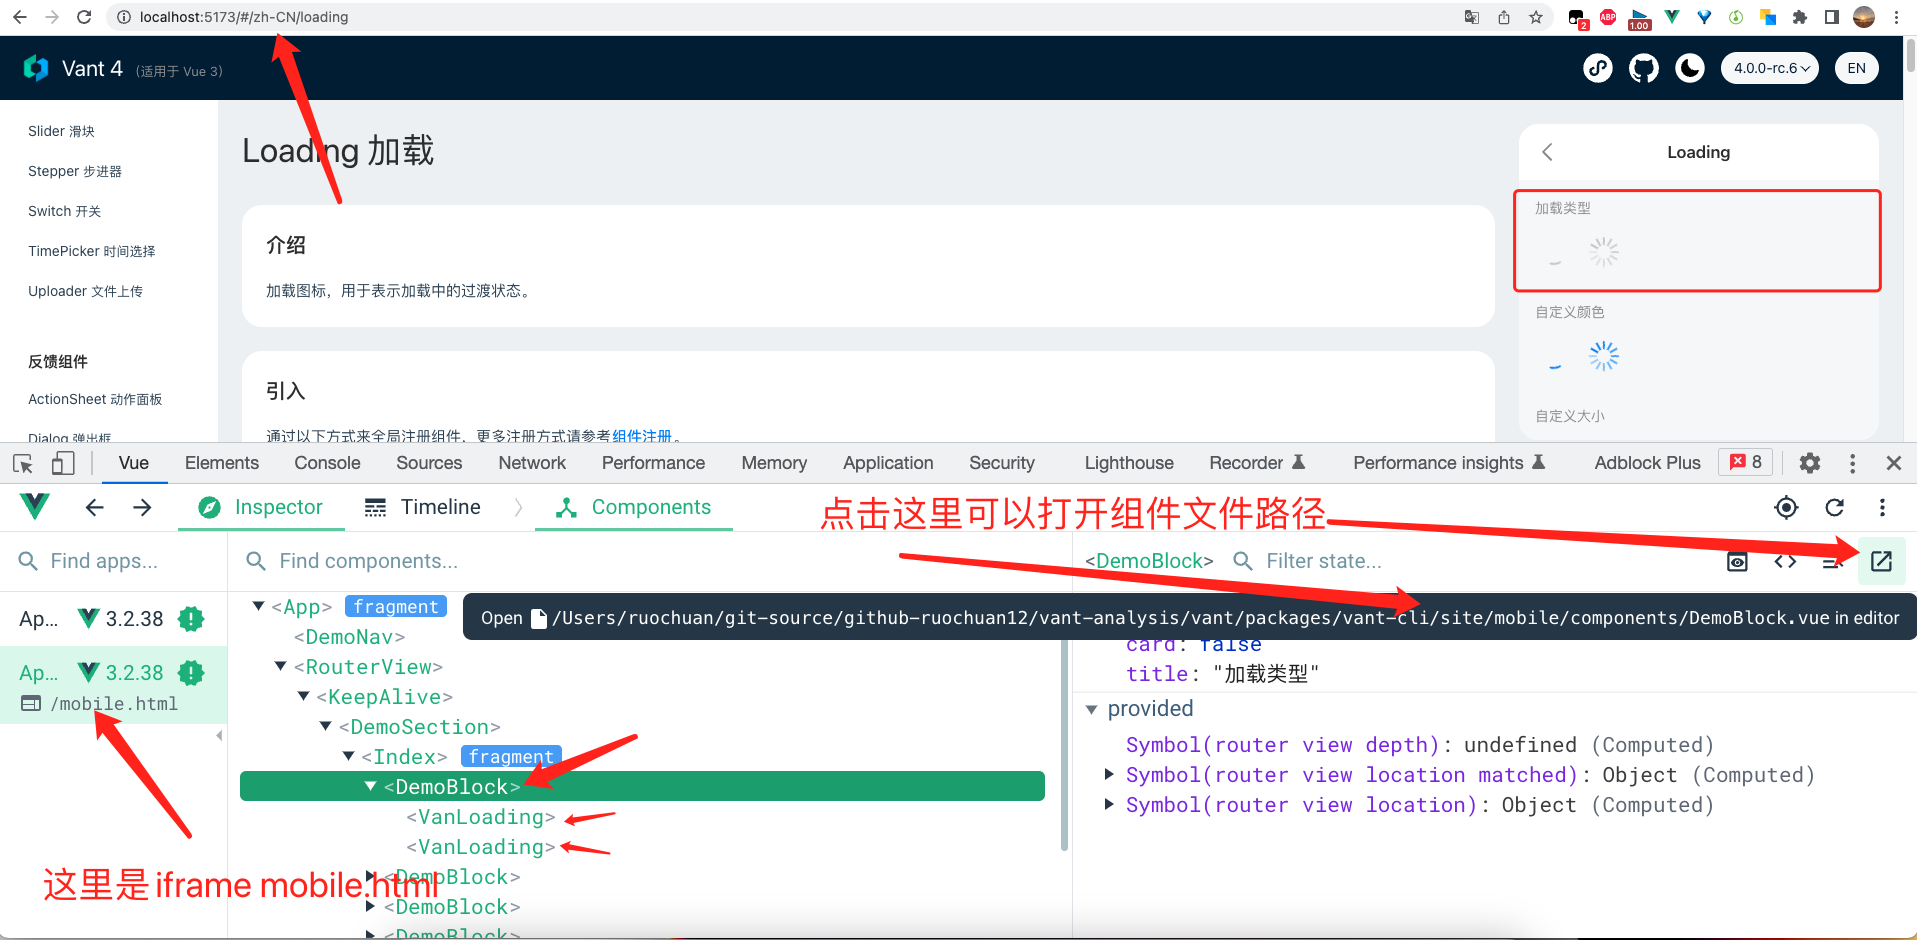 localhost:5173/#/zh-CN/loading
2
ABP
1.00
Vant 4 (适用于 Vue 3)
4.0.0-rc.6
EN
Slider 滑块
Stepper 步进器
Switch 开关
TimePicker 时间选择
Uploader 文件上传
反馈组件
ActionSheet 动作面板
Dialog 弹出框
Loading 加载
介绍
加载图标，用于表示加载中的过渡状态。
引入
通过以下方式来全局注册组件，更多注册方式请参考组件注册。
Loading
加载类型
自定义颜色
自定义大小
Vue Elements Console Sources Network Performance Memory Application Security Lighthouse Recorder Performance insights Adblock Plus 8
Inspector Timeline Components
点击这里可以打开组件文件路径
Find apps...
Find components...
<DemoBlock> Filter state...
Ap... 3.2.38
Ap... 3.2.38
/mobile.html
这里是iframe mobile.html
<App> fragment
<DemoNav>
<RouterView>
<KeepAlive>
<DemoSection>
<Index> fragment
<DemoBlock>
<VanLoading>
<VanLoading>
<DemoBlock>
<DemoBlock>
<DemoBlock>
Open /Users/ruochuan/git-source/github-ruochuan12/vant-analysis/vant/packages/vant-cli/site/mobile/components/DemoBlock.vue in editor
card: false
title: "加载类型"
provided
Symbol(router view depth): undefined (Computed)
Symbol(router view location matched): Object (Computed)
Symbol(router view location): Object (Computed)